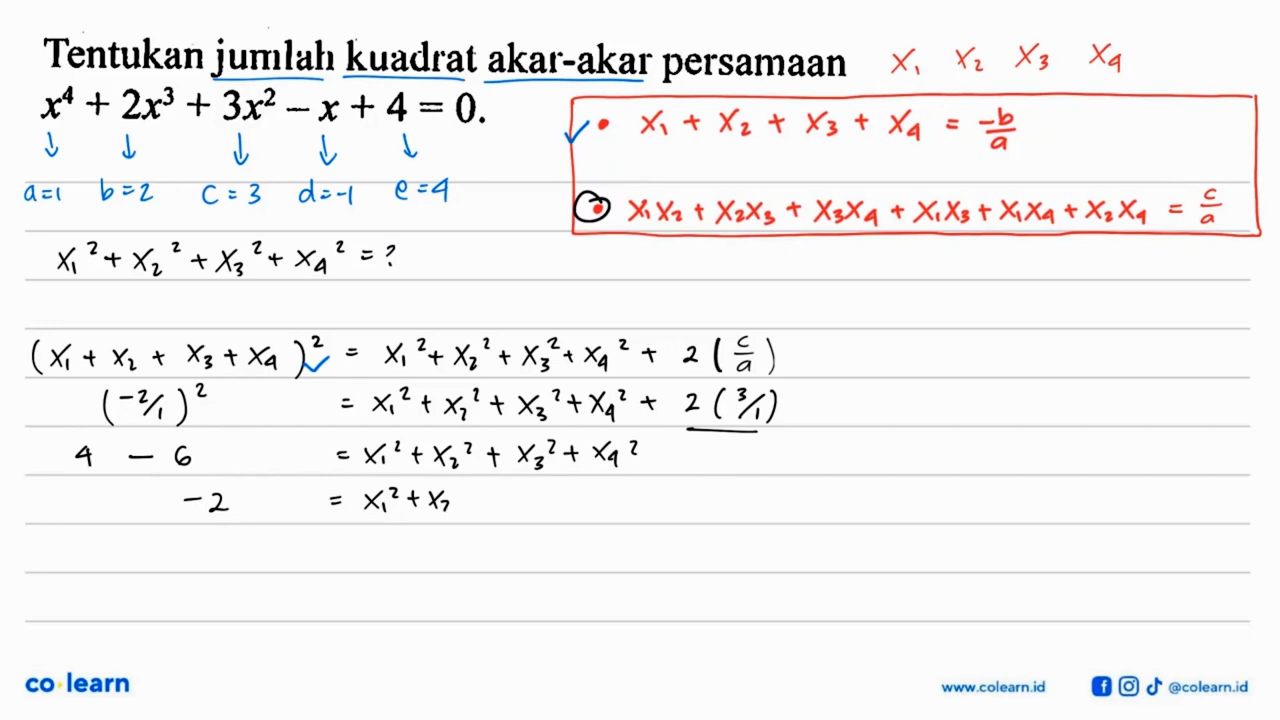 Tentukan jumlah kuadrat akar-akar persamaan x₁ x₂ x₃ x₄
x⁴ + 2x³ + 3x² – x + 4 = 0.
↓ ↓ ↓ ↓ ↓
a=1 b=2 c=3 d=-1 e=4
✓ • x₁ + x₂ + x₃ + x₄ = -b/a
• x₁x₂ + x₂x₃ + x₃x₄ + x₁x₃ + x₁x₄ + x₂x₄ = c/a
x₁² + x₂² + x₃² + x₄² = ?
(x₁ + x₂ + x₃ + x₄)² = x₁² + x₂² + x₃² + x₄² + 2 (c/a)
(-2/1)² = x₁² + x₂² + x₃² + x₄² + 2 (3/1)
4 - 6 = x₁² + x₂² + x₃² + x₄²
-2 = x₁² + x₂
co·learn
www.colearn.id @colearn.id